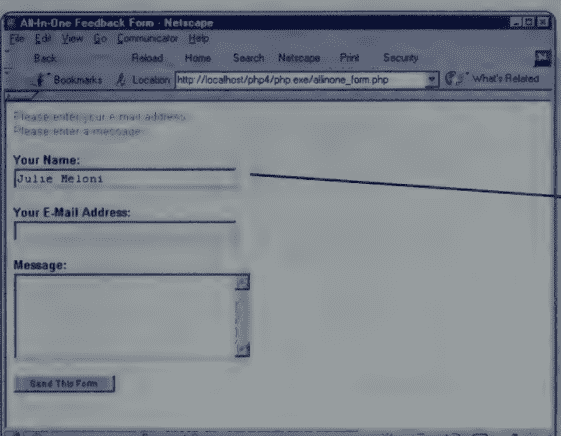 All-In-One Feedback Form - Netscape
File Edit View Go Communicator Help
Back Reload Home Search Netscape Print Security
Bookmarks Location http://localhost/php4/php.exe/allinone_form.php What's Related
Please enter your e-mail address
Please enter a message
Your Name:
Julie Meloni
Your E-Mail Address:
Message:
Send This Form